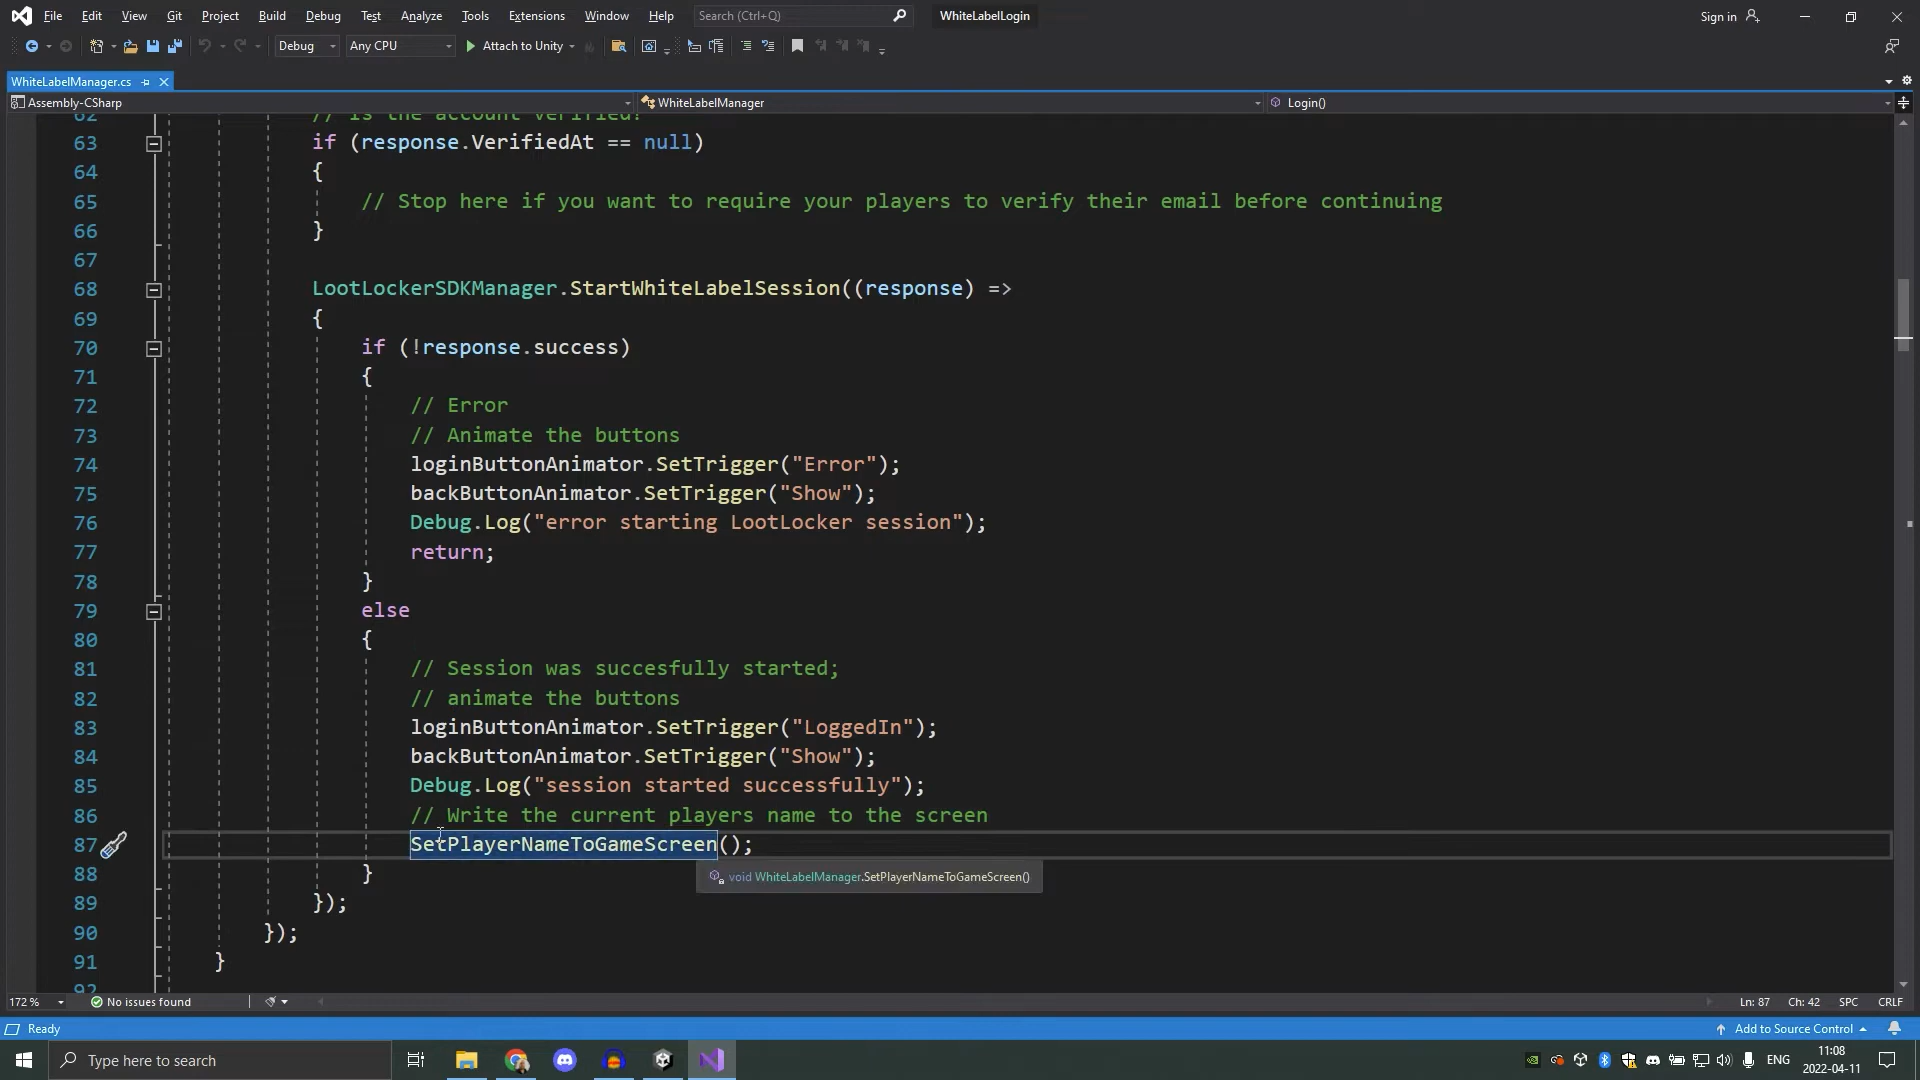 File Edit View Git Project Build Debug Test Analyze Tools Extensions Window Help Search (Ctrl+Q) WhiteLabelLogin Sign in
Debug Any CPU Attach to Unity
WhiteLabelManager.cs
Assembly-CSharp WhiteLabelManager Login()
62 // Is the account verified?
63 if (response.VerifiedAt == null)
64 {
65 // Stop here if you want to require your players to verify their email before continuing
66 }
67
68 LootLockerSDKManager.StartWhiteLabelSession((response) =>
69 {
70 if (!response.success)
71 {
72 // Error
73 // Animate the buttons
74 loginButtonAnimator.SetTrigger("Error");
75 backButtonAnimator.SetTrigger("Show");
76 Debug.Log("error starting LootLocker session");
77 return;
78 }
79 else
80 {
81 // Session was succesfully started;
82 // animate the buttons
83 loginButtonAnimator.SetTrigger("LoggedIn");
84 backButtonAnimator.SetTrigger("Show");
85 Debug.Log("session started successfully");
86 // Write the current players name to the screen
87 SetPlayerNameToGameScreen();
88 }
void WhiteLabelManager.SetPlayerNameToGameScreen()
89 });
90 });
91 }
92
172 % No issues found Ln: 87 Ch: 42 SPC CRLF
Ready Add to Source Control
Type here to search ENG 11:08
2022-04-11